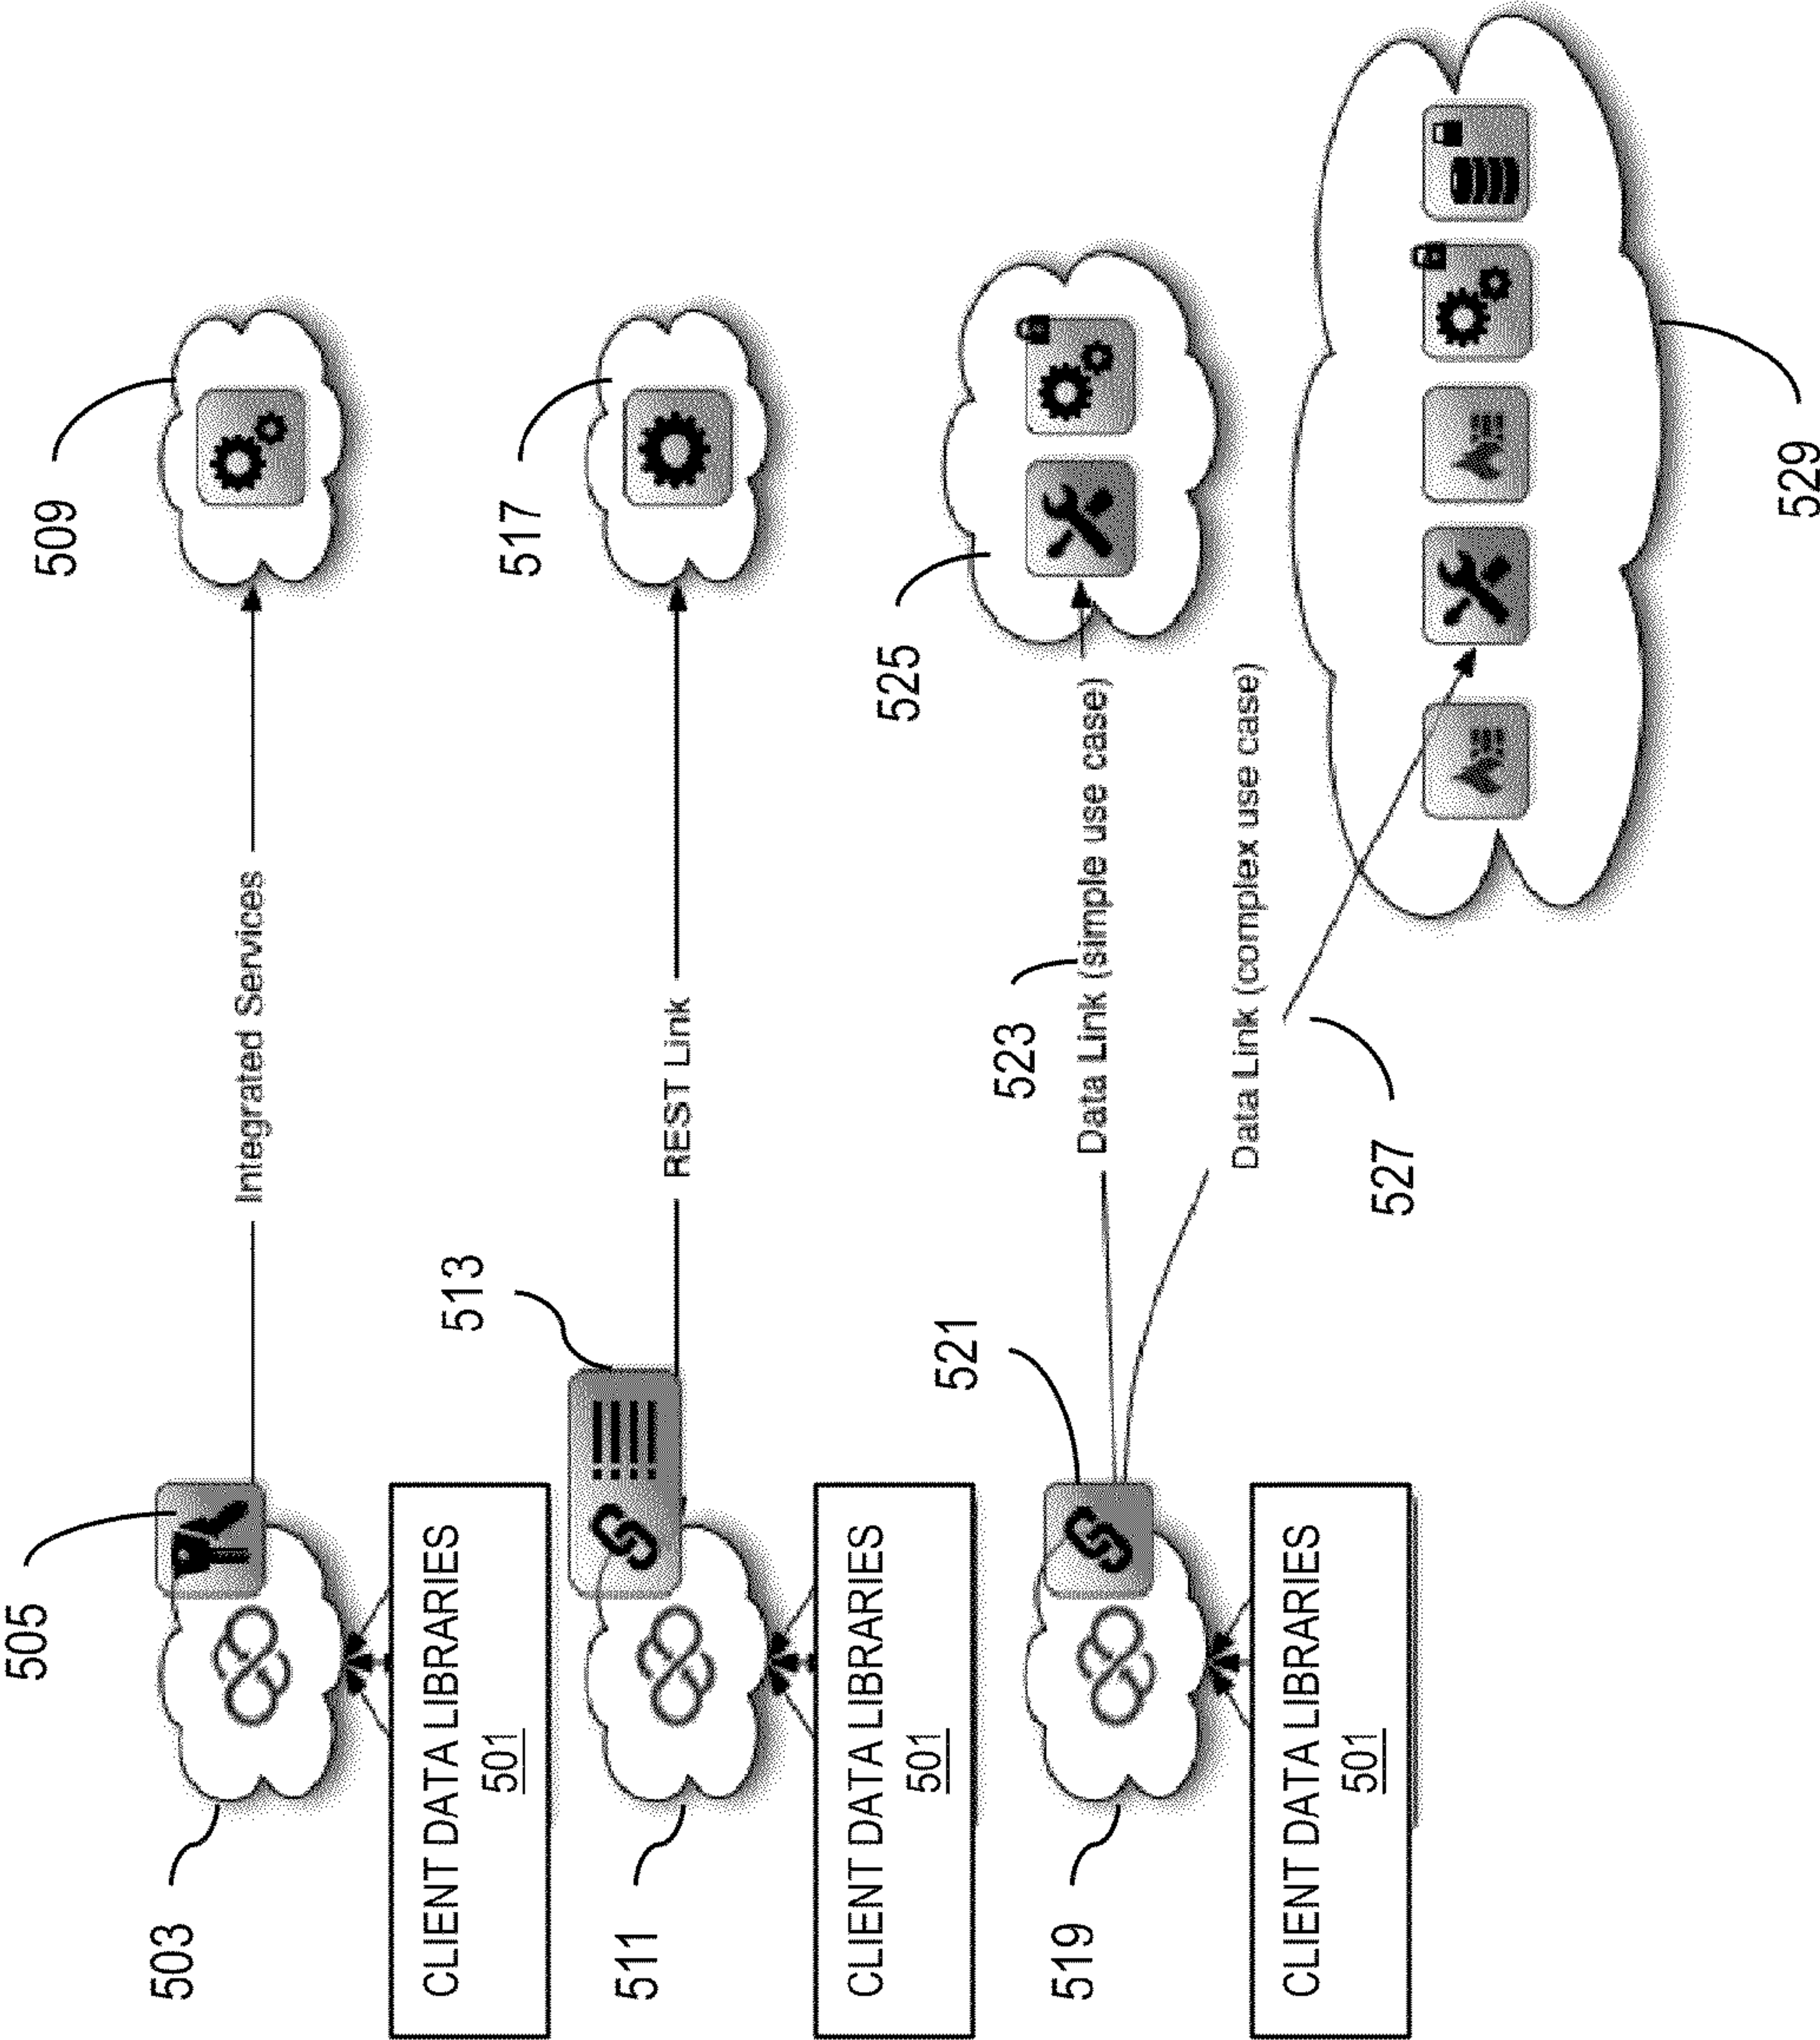 505
503
CLIENT DATA LIBRARIES
501
Integrated Services
509
513
511
CLIENT DATA LIBRARIES
501
REST Link
517
521
519
CLIENT DATA LIBRARIES
501
523
Data Link (simple use case)
525
Data Link (complex use case)
527
529